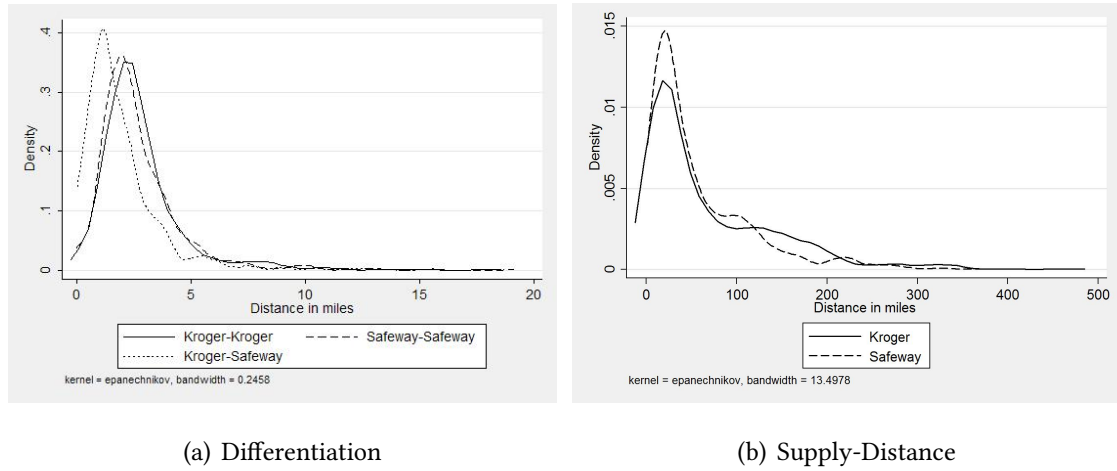 .4
.3
.2
.1
0
Density
0 5 10 15 20
Distance in miles
Kroger-Kroger Safeway-Safeway
Kroger-Safeway
kernel = epanechnikov, bandwidth = 0.2458
(a) Differentiation
.015
.01
.005
0
Density
0 100 200 300 400 500
Distance in miles
Kroger
Safeway
kernel = epanechnikov, bandwidth = 13.4978
(b) Supply-Distance